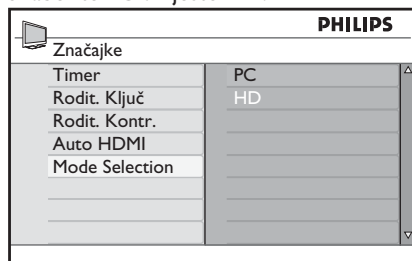 PHILIPS
Značajke
Timer PC
Rodit. Ključ HD
Rodit. Kontr.
Auto HDMI
Mode Selection